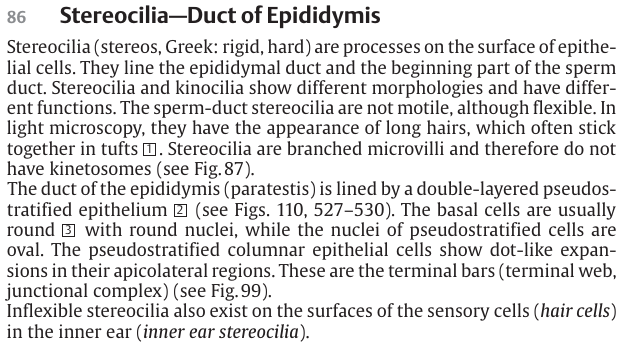 86 Stereocilia—Duct of Epididymis
Stereocilia (stereos, Greek: rigid, hard) are processes on the surface of epithe-
lial cells. They line the epididymal duct and the beginning part of the sperm
duct. Stereocilia and kinocilia show different morphologies and have differ-
ent functions. The sperm-duct stereocilia are not motile, although flexible. In
light microscopy, they have the appearance of long hairs, which often stick
together in tufts 1. Stereocilia are branched microvilli and therefore do not
have kinetosomes (see Fig. 87).
The duct of the epididymis (paratestis) is lined by a double-layered pseudos-
tratified epithelium 2 (see Figs. 110, 527–530). The basal cells are usually
round 3 with round nuclei, while the nuclei of pseudostratified cells are
oval. The pseudostratified columnar epithelial cells show dot-like expan-
sions in their apicolateral regions. These are the terminal bars (terminal web,
junctional complex) (see Fig. 99).
Inflexible stereocilia also exist on the surfaces of the sensory cells (hair cells)
in the inner ear (inner ear stereocilia).